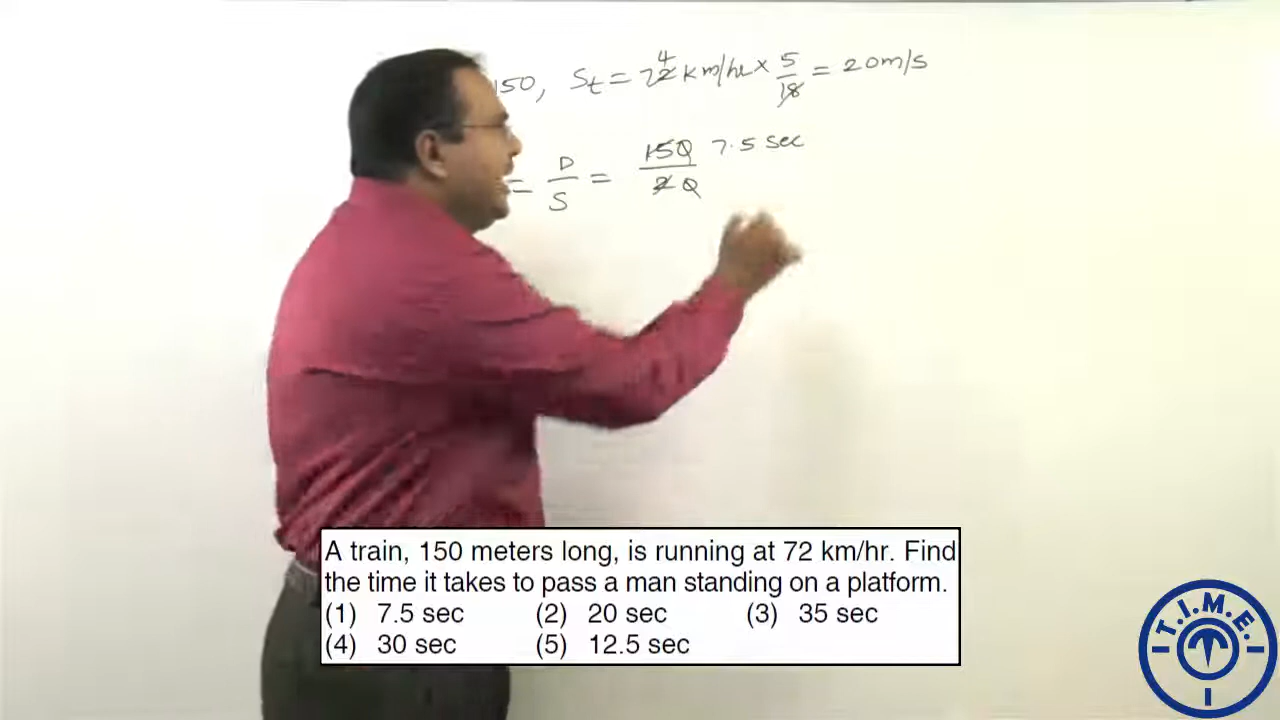 150, St = 72 4 km/hr × 5/18 = 20 m/s
= D/S = 150/20 7.5 sec
A train, 150 meters long, is running at 72 km/hr. Find
the time it takes to pass a man standing on a platform.
(1) 7.5 sec (2) 20 sec (3) 35 sec
(4) 30 sec (5) 12.5 sec
T.I.M.E.